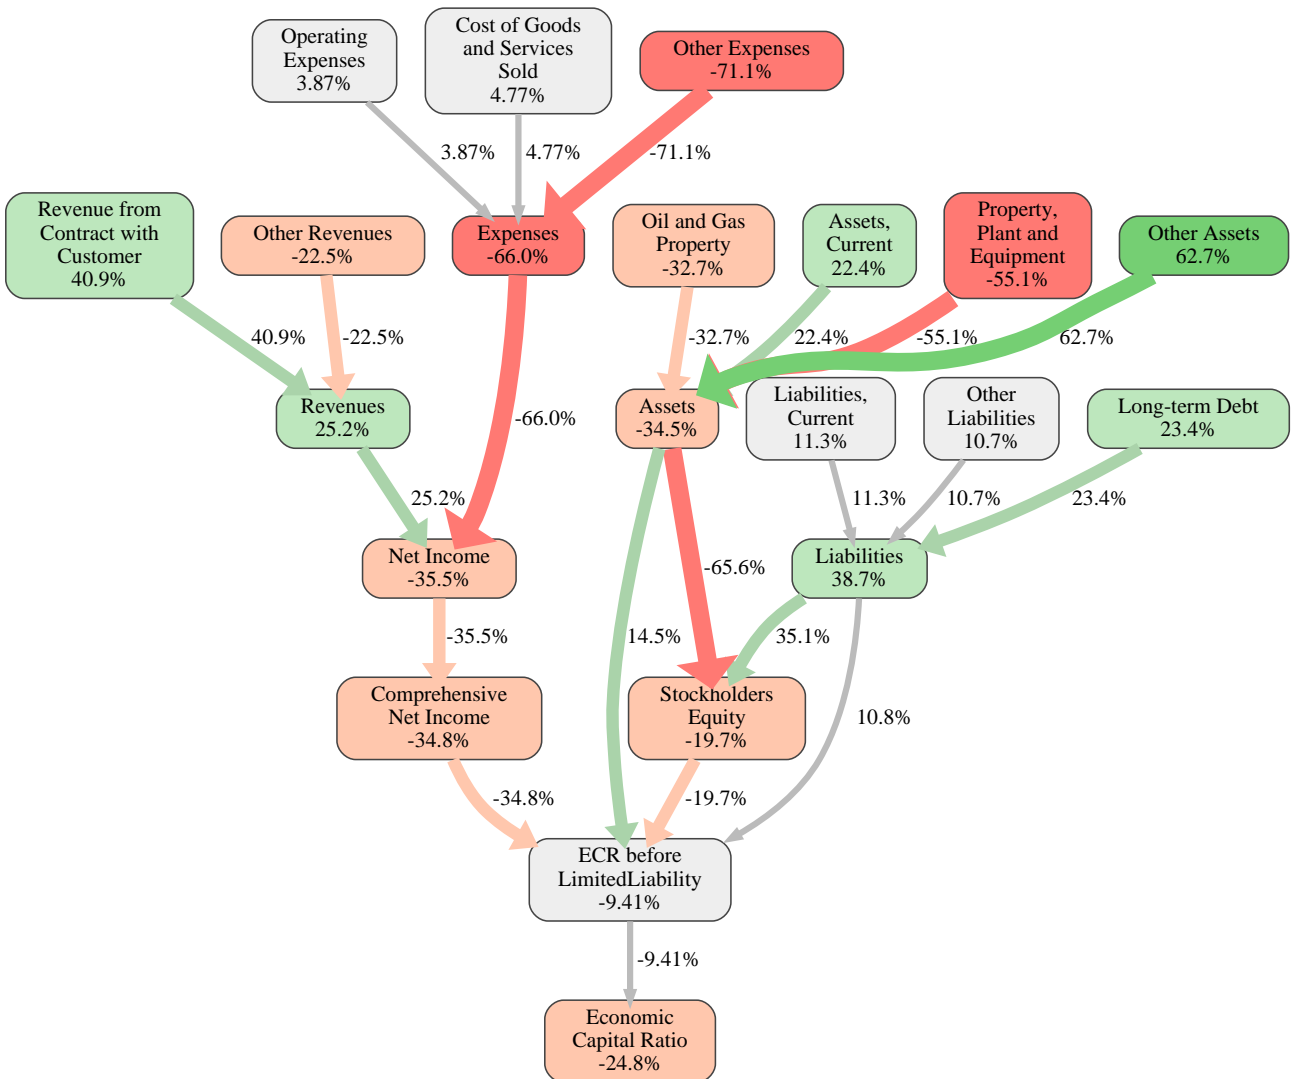 Operating
Expenses
3.87%
Cost of Goods
and Services
Sold
4.77%
Other Expenses
-71.1%
3.87%
4.77%
-71.1%
Revenue from
Contract with
Customer
40.9%
Other Revenues
-22.5%
Expenses
-66.0%
Oil and Gas
Property
-32.7%
Assets,
Current
22.4%
Property,
Plant and
Equipment
-55.1%
Other Assets
62.7%
40.9%
-22.5%
-32.7%
22.4%
-55.1%
62.7%
Revenues
25.2%
-66.0%
Assets
-34.5%
Liabilities,
Current
11.3%
Other
Liabilities
10.7%
Long-term Debt
23.4%
25.2%
11.3%
10.7%
23.4%
Net Income
-35.5%
-65.6%
Liabilities
38.7%
-35.5%
14.5%
35.1%
Comprehensive
Net Income
-34.8%
Stockholders
Equity
-19.7%
10.8%
-34.8%
-19.7%
ECR before
LimitedLiability
-9.41%
-9.41%
Economic
Capital Ratio
-24.8%